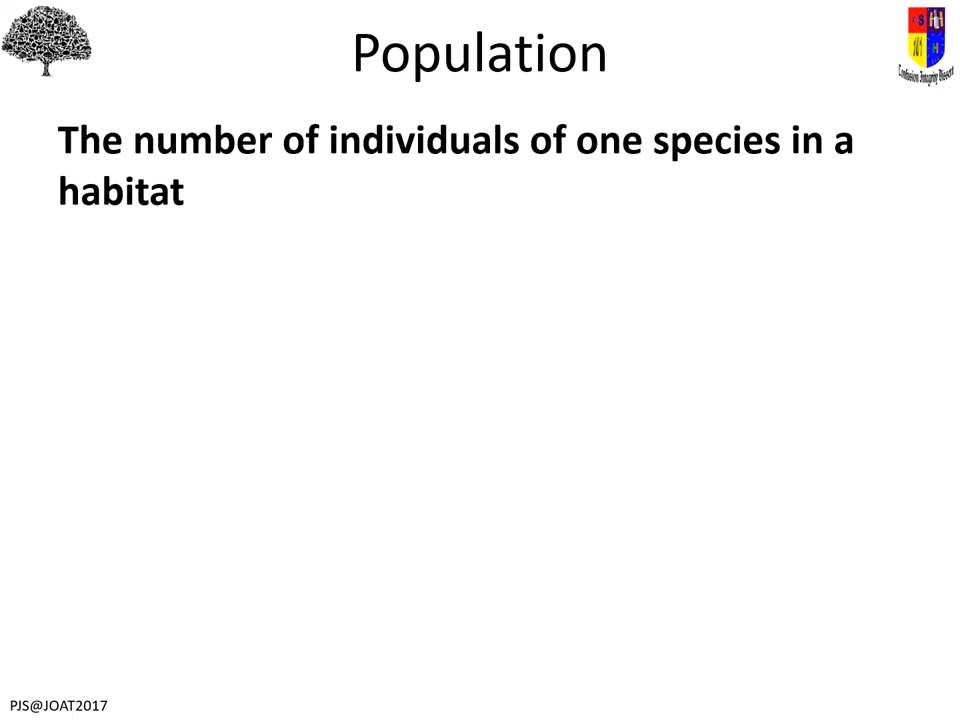 Population
The number of individuals of one species in a
habitat
PJS@JOAT2017